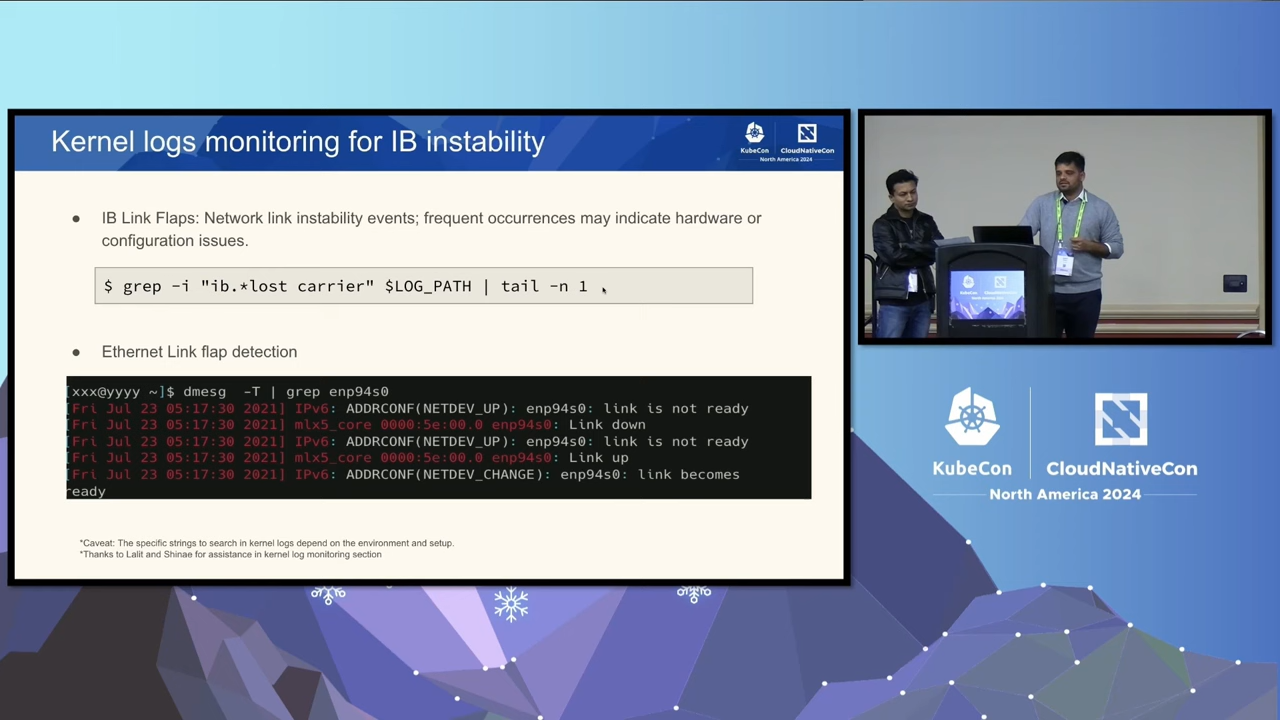 Kernel logs monitoring for IB instability
KubeCon
CloudNativeCon
North America 2024
● IB Link Flaps: Network link instability events; frequent occurrences may indicate hardware or
configuration issues.
$ grep -i "ib.*lost carrier" $LOG_PATH | tail -n 1
● Ethernet Link flap detection
[xxx@yyyy ~]$ dmesg -T | grep enp94s0
[Fri Jul 23 05:17:30 2021] IPv6: ADDRCONF(NETDEV_UP): enp94s0: link is not ready
[Fri Jul 23 05:17:30 2021] mlx5_core 0000:5e:00.0 enp94s0: Link down
[Fri Jul 23 05:17:30 2021] IPv6: ADDRCONF(NETDEV_UP): enp94s0: link is not ready
[Fri Jul 23 05:17:30 2021] mlx5_core 0000:5e:00.0 enp94s0: Link up
[Fri Jul 23 05:17:30 2021] IPv6: ADDRCONF(NETDEV_CHANGE): enp94s0: link becomes
ready
*Caveat: The specific strings to search in kernel logs depend on the environment and setup.
*Thanks to Lalit and Shinae for assistance in kernel log monitoring section
KubeCon
CloudNativeCon
North America 2024